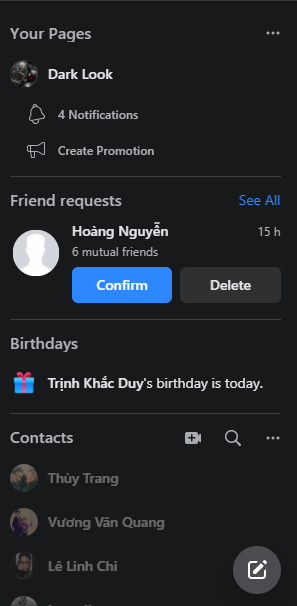 Your Pages
Dark Look
4 Notifications
Create Promotion
Friend requests See All
Hoàng Nguyễn 15 h
6 mutual friends
Confirm Delete
Birthdays
Trịnh Khắc Duy's birthday is today.
Contacts
Thùy Trang
Vương Văn Quang
Lê Linh Chi